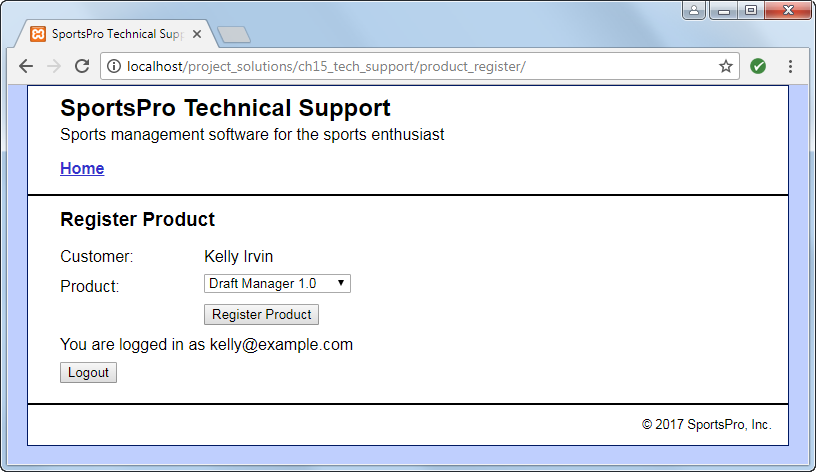 SportsPro Technical Supp
localhost/project_solutions/ch15_tech_support/product_register/
SportsPro Technical Support
Sports management software for the sports enthusiast
Home
Register Product
Customer: Kelly Irvin
Product: Draft Manager 1.0
Register Product
You are logged in as kelly@example.com
Logout
© 2017 SportsPro, Inc.